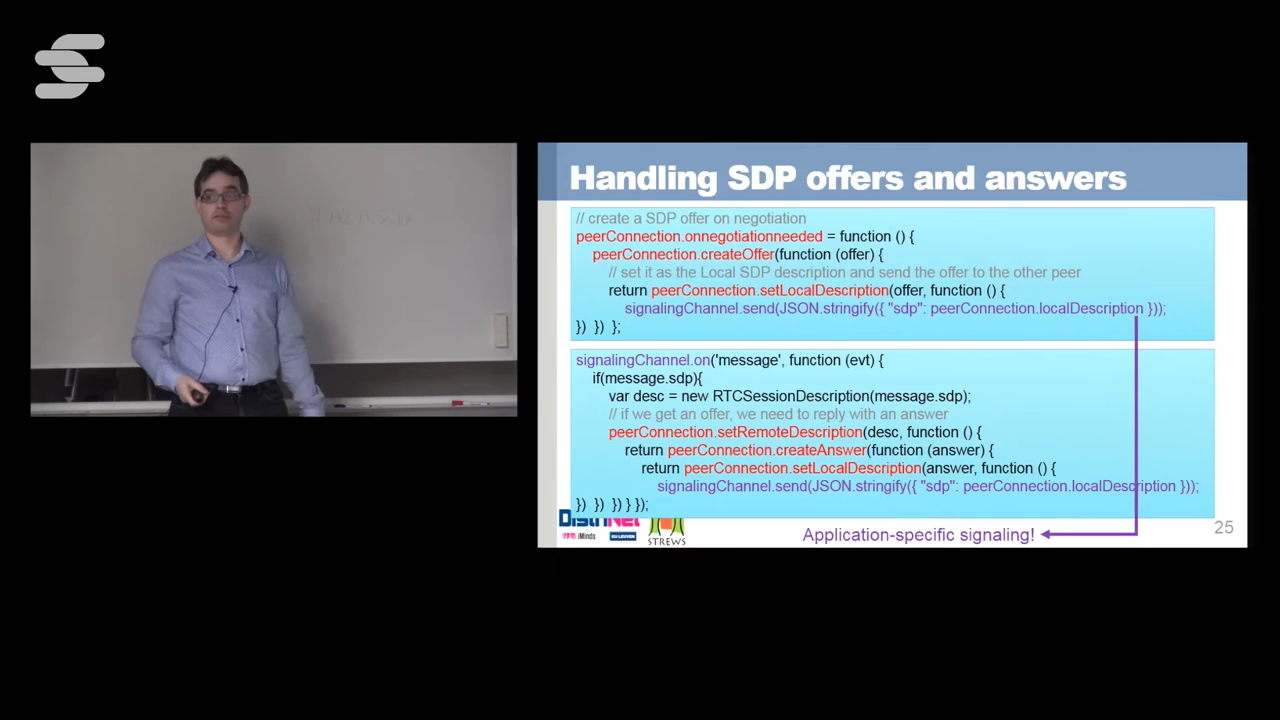 Handling SDP offers and answers
// create a SDP offer on negotiation
peerConnection.onnegotiationneeded = function () {
peerConnection.createOffer(function (offer) {
// set it as the Local SDP description and send the offer to the other peer
return peerConnection.setLocalDescription(offer, function () {
signalingChannel.send(JSON.stringify({ "sdp": peerConnection.localDescription }));
}) }) };
signalingChannel.on('message', function (evt) {
if(message.sdp){
var desc = new RTCSessionDescription(message.sdp);
// if we get an offer, we need to reply with an answer
peerConnection.setRemoteDescription(desc, function () {
return peerConnection.createAnswer(function (answer) {
return peerConnection.setLocalDescription(answer, function () {
signalingChannel.send(JSON.stringify({ "sdp": peerConnection.localDescription }));
}) }) }) } });
DistriNet
iMinds KU LEUVEN
STREWS
Application-specific signaling!
25